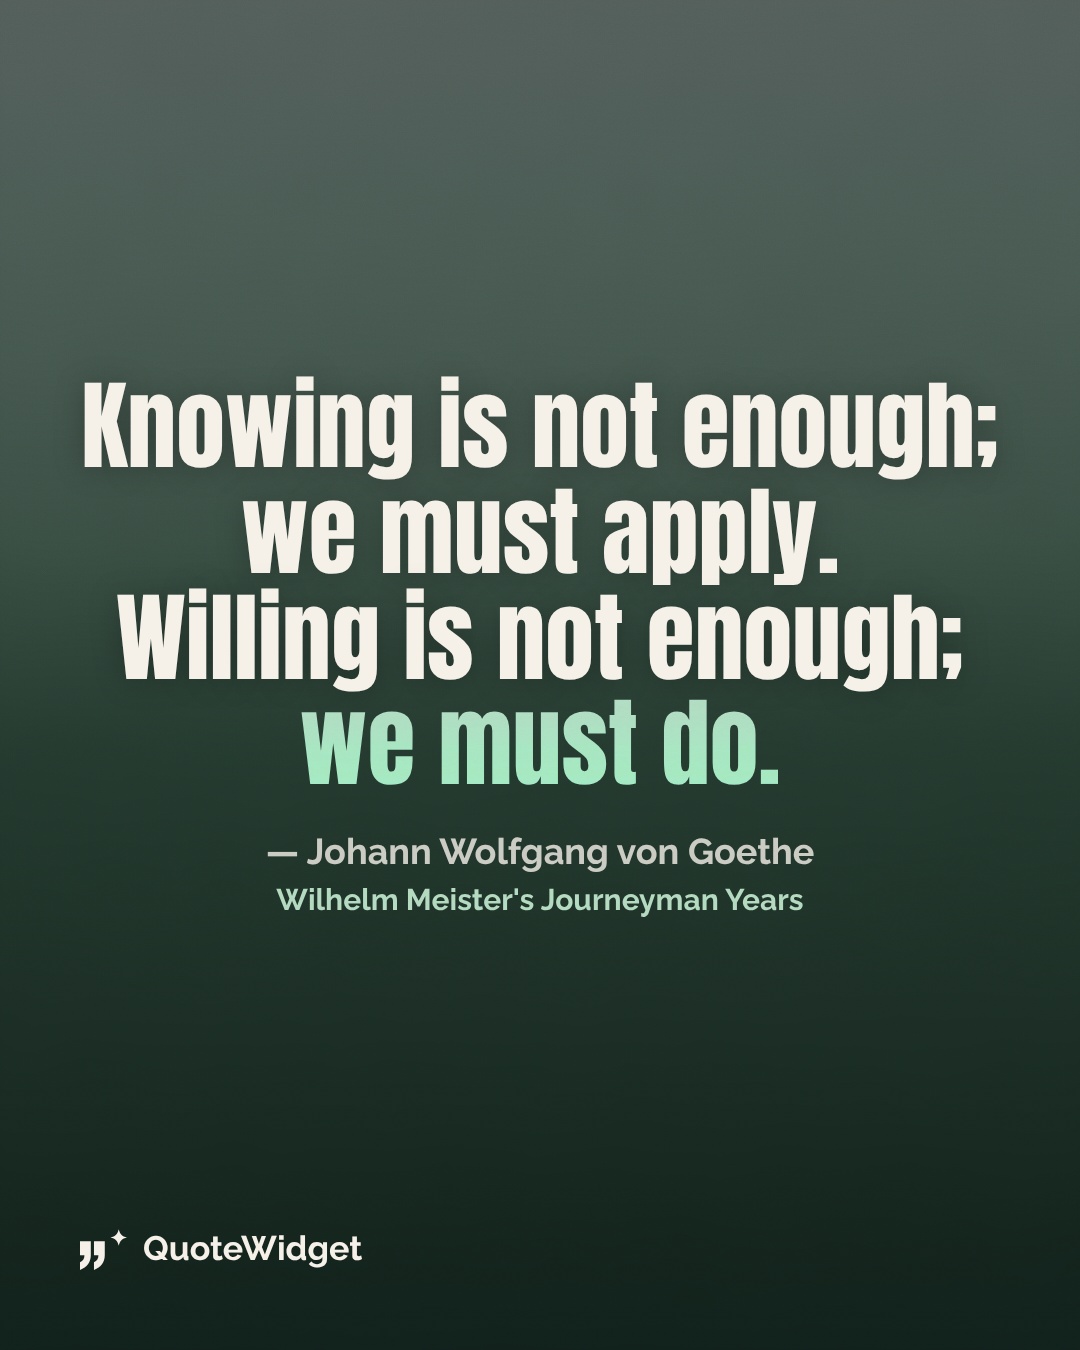 Knowing is not enough;
we must apply.
Willing is not enough;
we must do.
— Johann Wolfgang von Goethe
Wilhelm Meister's Journeyman Years
QuoteWidget